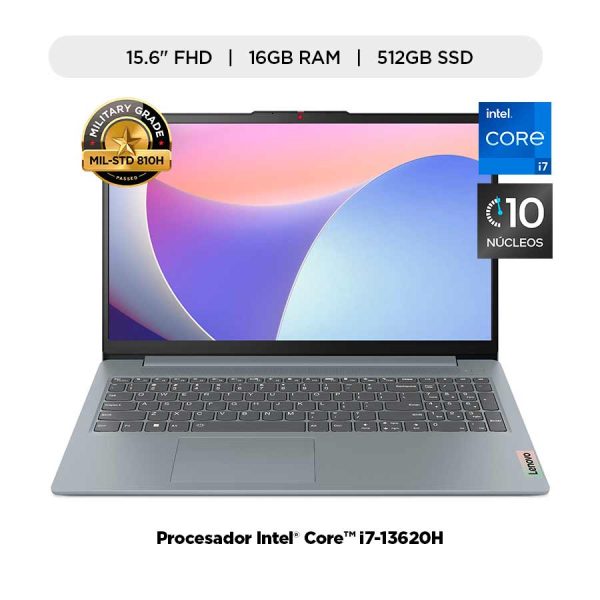 15.6" FHD | 16GB RAM | 512GB SSD
MILITARY GRADE
MIL-STD 810H
PASSED
intel.
CORE
i7
10
NÚCLEOS
Lenovo
Procesador Intel® Core™ i7-13620H